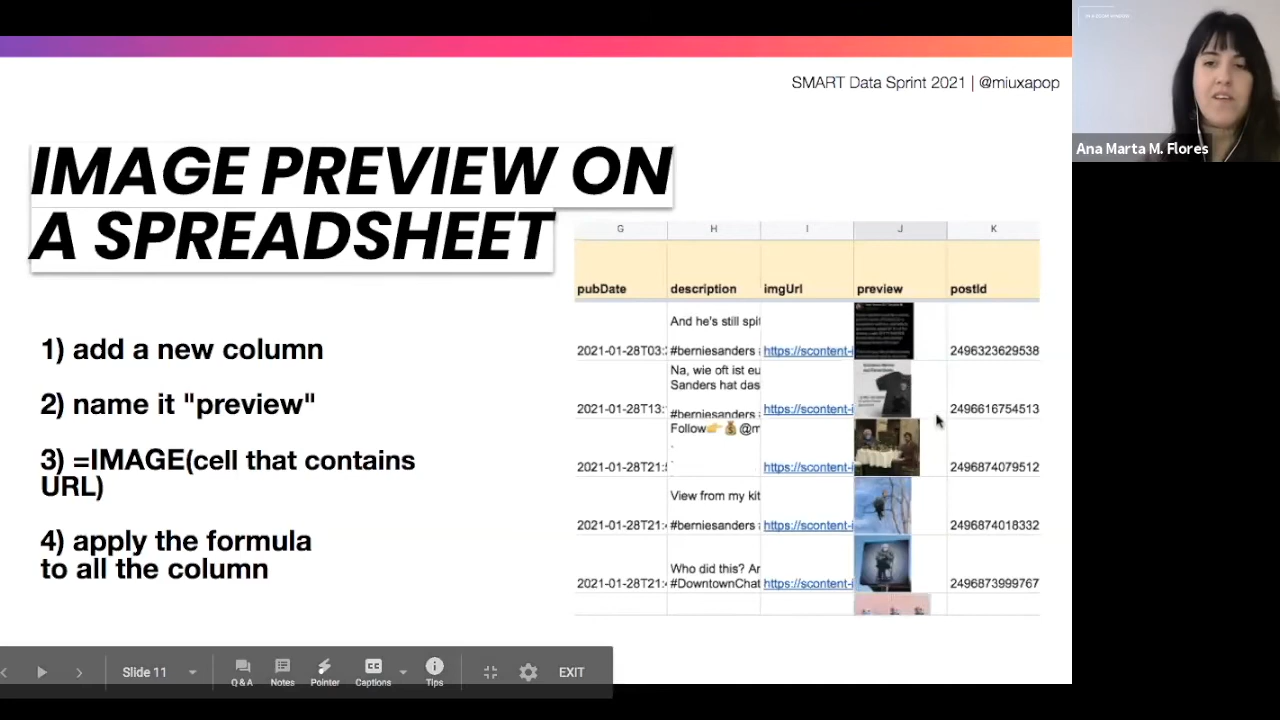 SMART Data Sprint 2021 | @miuxapop
Ana Marta M. Flores
IMAGE PREVIEW ON
A SPREADSHEET
1) add a new column
2) name it "preview"
3) =IMAGE(cell that contains
URL)
4) apply the formula
to all the column
G H I J K
pubDate description imgUrl preview postId
And he's still spit
2021-01-28T03: #berniesanders https://scontent-i 2496323629538
Na, wie oft ist eu
Sanders hat das
2021-01-28T13: #berniesanders https://scontent-i 2496616754513
Follow👉💰@m
.
.
2021-01-28T21: https://scontent-i 2496874079512
View from my kit
2021-01-28T21: #berniesanders https://scontent-i 2496874018332
Who did this? Ar
2021-01-28T21: #DowntownChat https://scontent-i 2496873999767
Slide 11 Q & A Notes Pointer CC Captions Tips EXIT